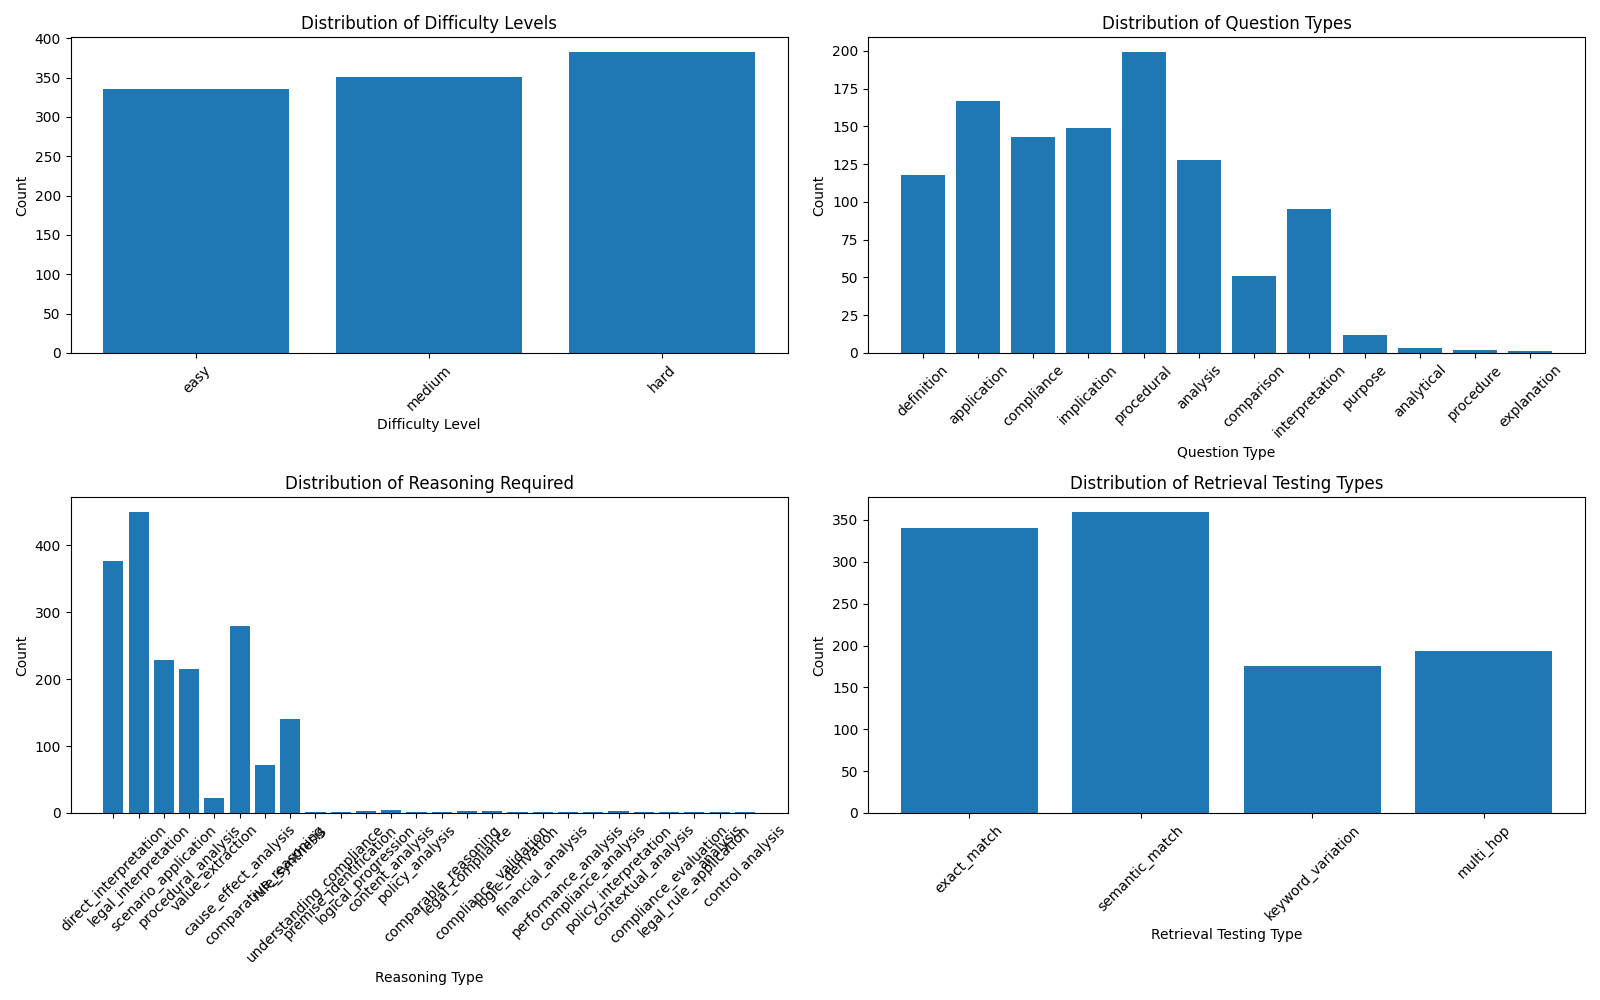 Distribution of Difficulty Levels
400
350
300
250
200
150
100
50
0
Count
easy
medium
hard
Difficulty Level
Distribution of Question Types
200
175
150
125
100
75
50
25
0
Count
definition
application
compliance
implication
procedural
analysis
comparison
interpretation
purpose
analytical
procedure
explanation
Question Type
Distribution of Reasoning Required
400
300
200
100
0
Count
direct_interpretation
legal_interpretation
scenario_application
procedural_analysis
value_extraction
cause_effect_analysis
comparative_reasoning
rule_synthesis
understanding_compliance
premise_identification
logical_progression
content_analysis
policy_analysis
comparable_reasoning
legal_compliance
compliance_validation
logic_derivation
financial_analysis
performance_analysis
compliance_analysis
policy_interpretation
contextual_analysis
compliance_evaluation
legal_rule_application
analysis
control analysis
Reasoning Type
Distribution of Retrieval Testing Types
350
300
250
200
150
100
50
0
Count
exact_match
semantic_match
keyword_variation
multi_hop
Retrieval Testing Type